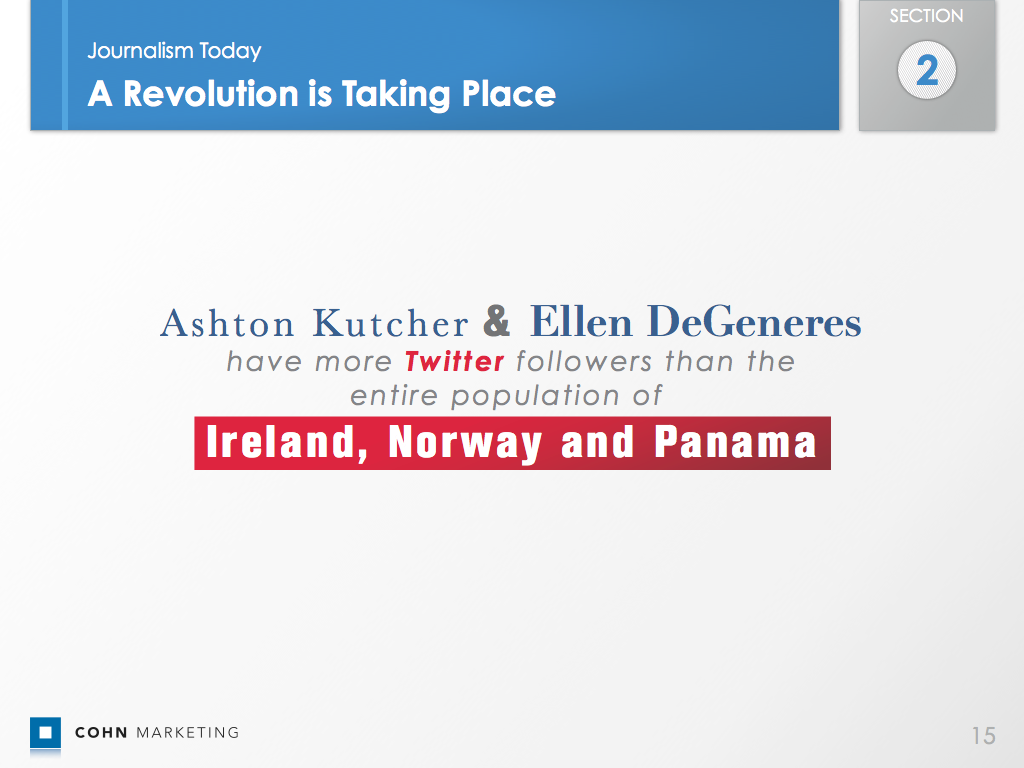 Journalism Today
A Revolution is Taking Place
SECTION
2
Ashton Kutcher & Ellen DeGeneres
have more Twitter followers than the
entire population of
Ireland, Norway and Panama
COHN MARKETING
15